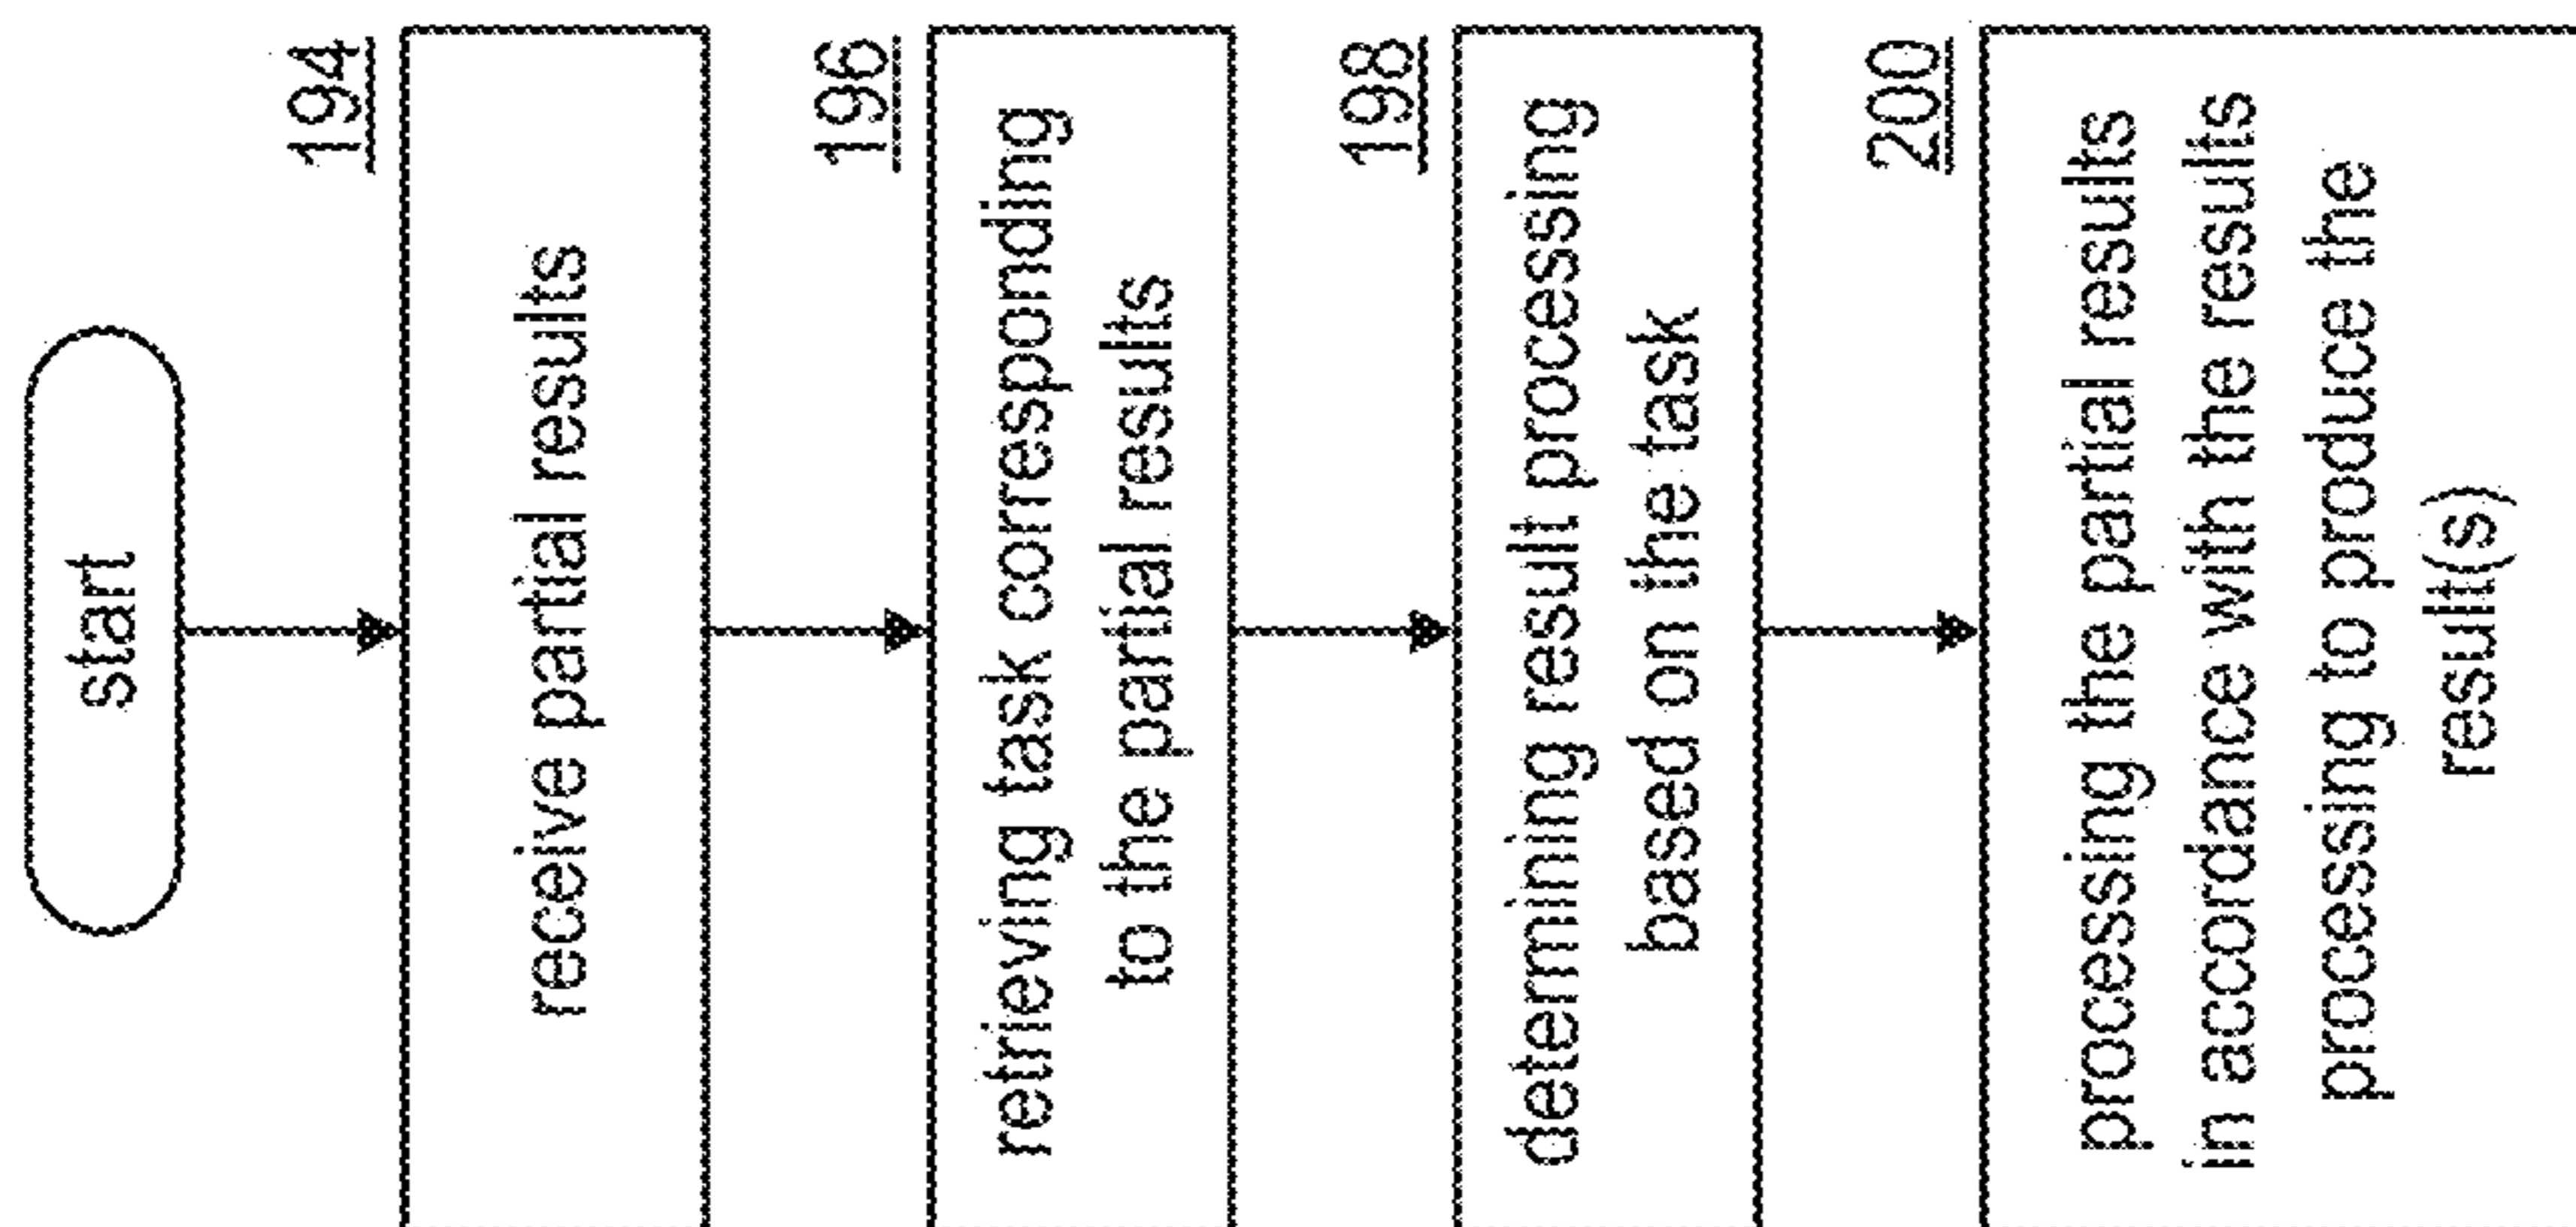 start
194
receive partial results
196
retrieving task corresponding
to the partial results
198
determining result processing
based on the task
200
processing the partial results
in accordance with the results
processing to produce the
result(s)